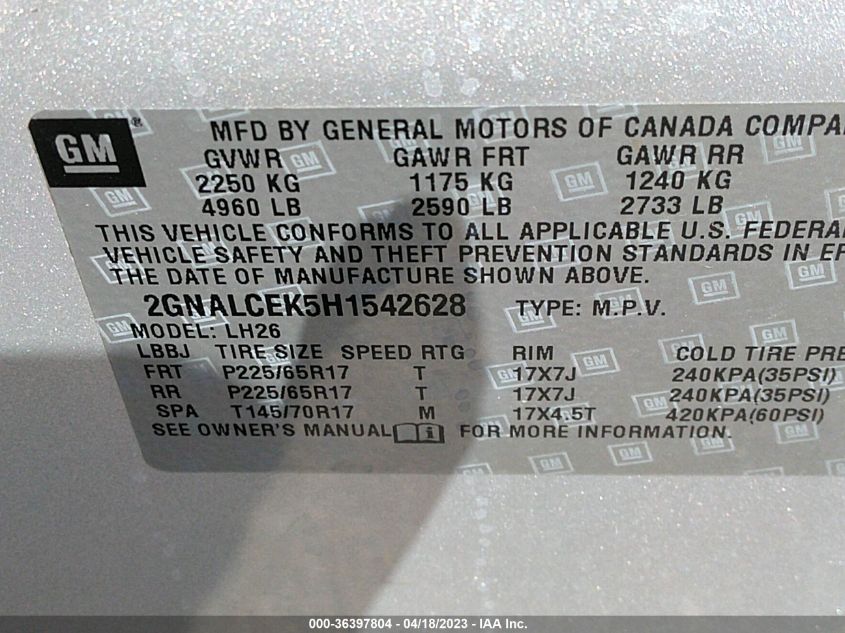 GM ® MFD BY GENERAL MOTORS OF CANADA COMPA
GVWR GAWR FRT GAWR RR
2250 KG 1175 KG 1240 KG
4960 LB 2590 LB 2733 LB
THIS VEHICLE CONFORMS TO ALL APPLICABLE U.S. FEDERAL
VEHICLE SAFETY AND THEFT PREVENTION STANDARDS IN EF
THE DATE OF MANUFACTURE SHOWN ABOVE.
2GNALCEK5H1542628 TYPE: M.P.V.
MODEL: LH26
LBBJ TIRE SIZE SPEED RTG RIM COLD TIRE PRE
FRT P225/65R17 T 17X7J 240KPA(35PSI)
RR P225/65R17 T 17X7J 240KPA(35PSI)
SPA T145/70R17 M 17X4.5T 420KPA(60PSI)
SEE OWNER'S MANUAL FOR MORE INFORMATION.
000-36397804 - 04/18/2023 - IAA Inc.